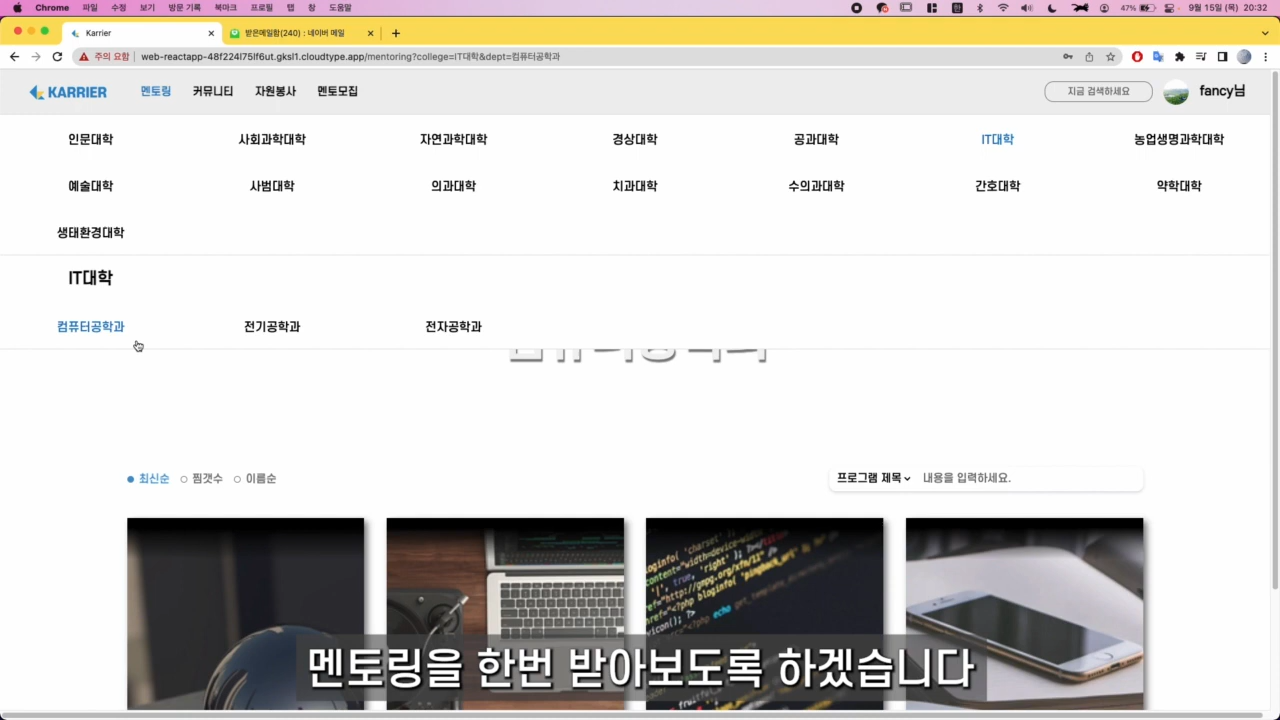 Chrome 파일 수정 보기 방문 기록 북마크 프로필 탭 창 도움말 47% 9월 15일(목) 20:32
Karrier 받은메일함(240) : 네이버 메일
주의 요함 web-reactapp-48f224l75lf6ut.gksl1.cloudtype.app/mentoring?college=IT대학&dept=컴퓨터공학과
KARRIER 멘토링 커뮤니티 자원봉사 멘토모집 지금 검색하세요 fancy님
인문대학 사회과학대학 자연과학대학 경상대학 공과대학 IT대학 농업생명과학대학
예술대학 사범대학 의과대학 치과대학 수의과대학 간호대학 약학대학
생태환경대학
IT대학
컴퓨터공학과 전기공학과 전자공학과
최신순 찜갯수 이름순 프로그램 제목 내용을 입력하세요.
멘토링을 한번 받아보도록 하겠습니다